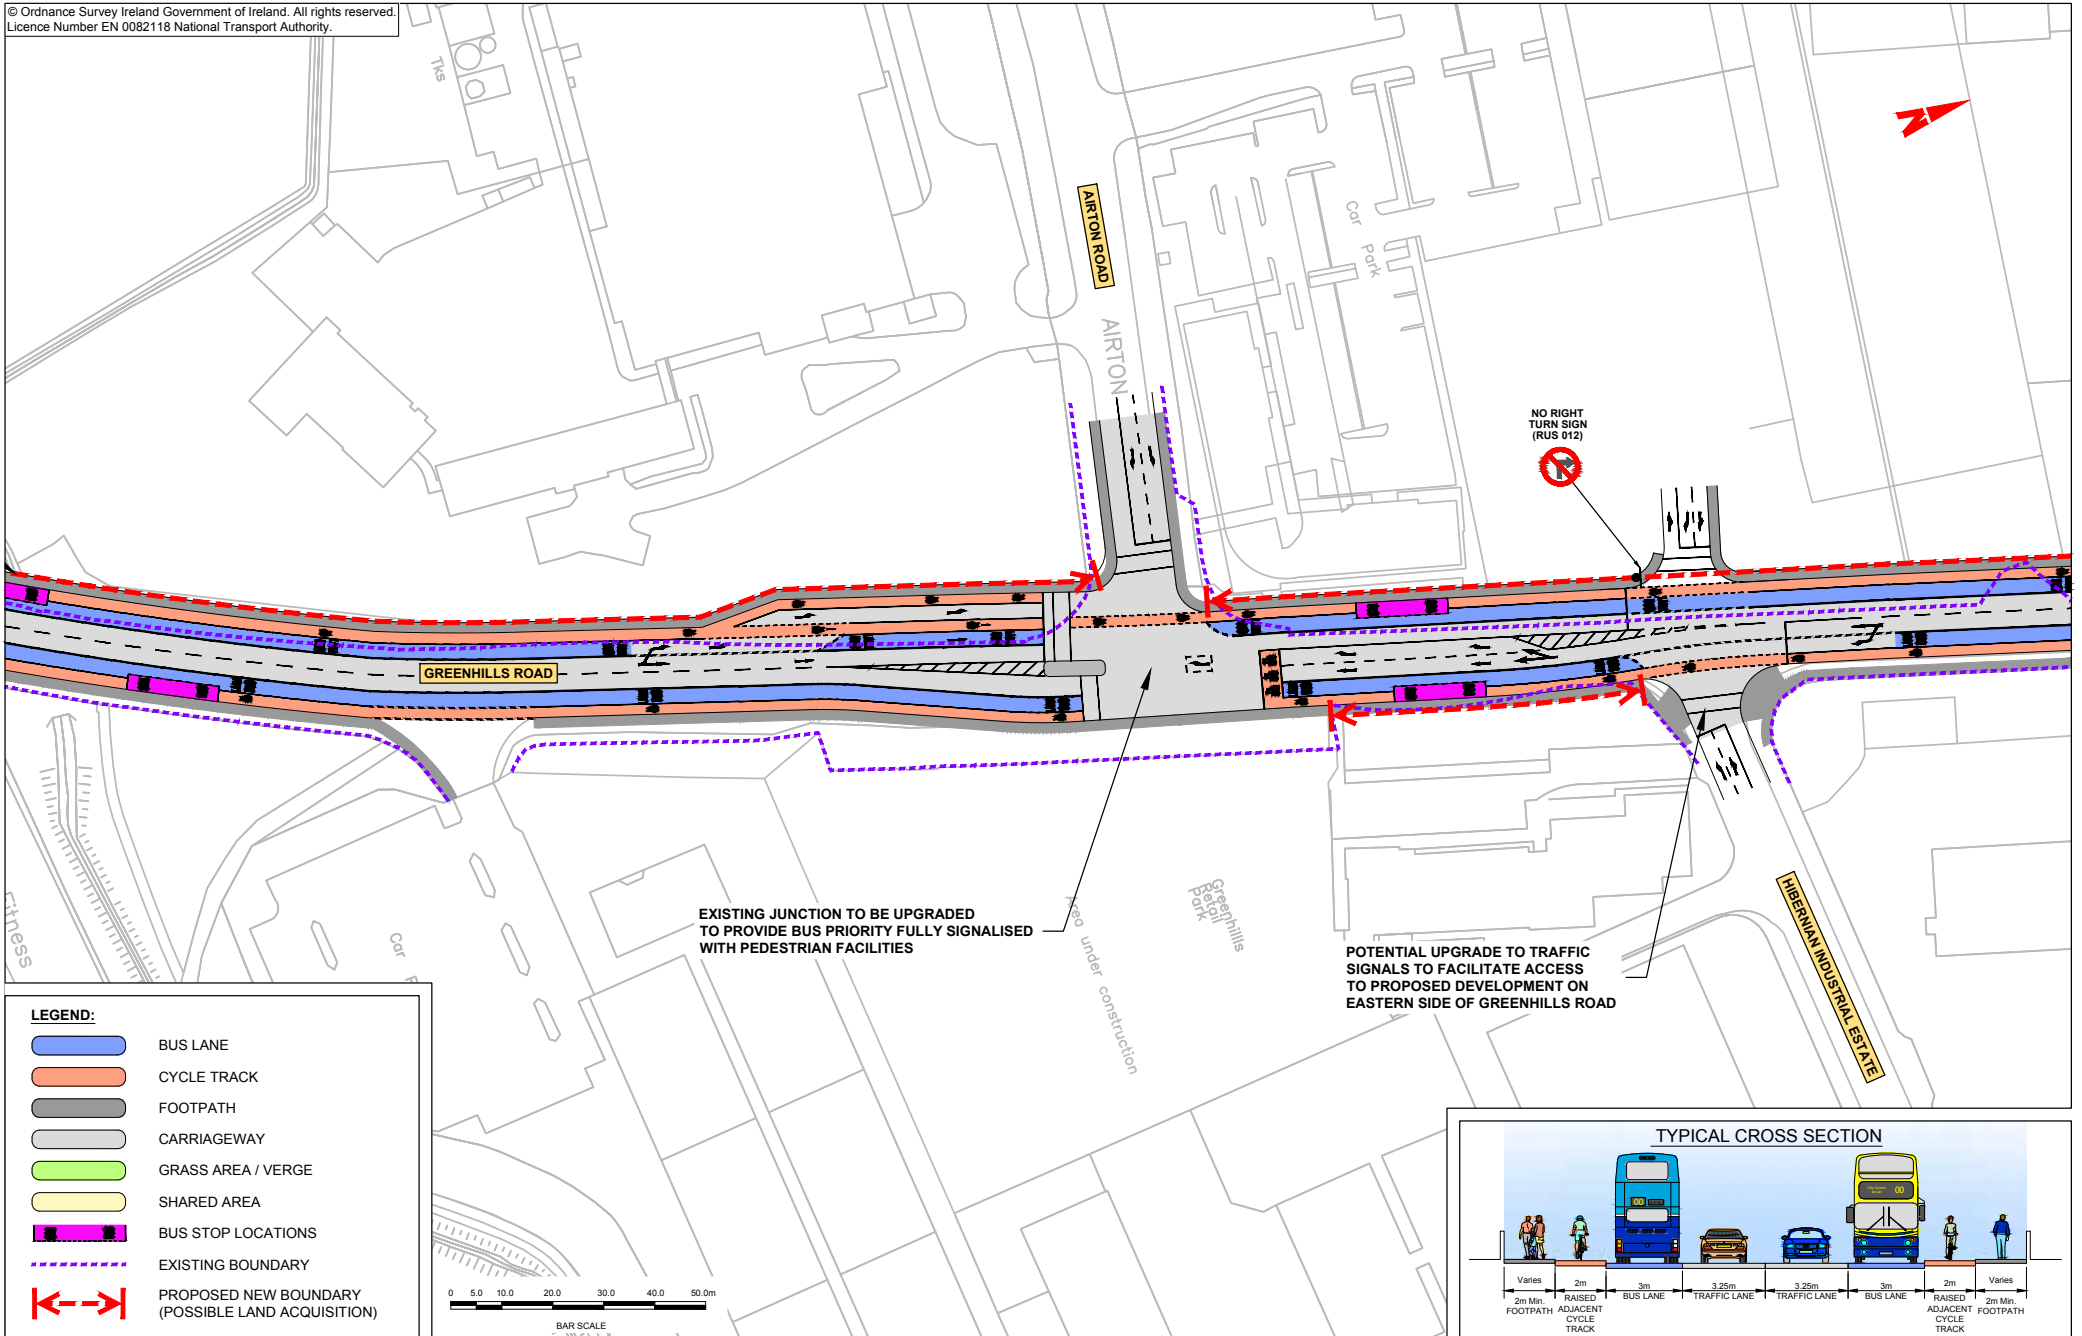 © Ordnance Survey Ireland Government of Ireland. All rights reserved.
Licence Number EN 0082118 National Transport Authority.
Tks
AIRTON ROAD
AIRTON
Car Park
NO RIGHT
TURN SIGN
(RUS 012)
GREENHILLS ROAD
EXISTING JUNCTION TO BE UPGRADED
TO PROVIDE BUS PRIORITY FULLY SIGNALISED
WITH PEDESTRIAN FACILITIES
Area under construction
Greenhills
Retail
Park
POTENTIAL UPGRADE TO TRAFFIC
SIGNALS TO FACILITATE ACCESS
TO PROPOSED DEVELOPMENT ON
EASTERN SIDE OF GREENHILLS ROAD
HIBERNIAN INDUSTRIAL ESTATE
Fitness
Car P
LEGEND:
BUS LANE
CYCLE TRACK
FOOTPATH
CARRIAGEWAY
GRASS AREA / VERGE
SHARED AREA
BUS STOP LOCATIONS
EXISTING BOUNDARY
PROPOSED NEW BOUNDARY
(POSSIBLE LAND ACQUISITION)
0 5.0 10.0 20.0 30.0 40.0 50.0m
BAR SCALE
N
TYPICAL CROSS SECTION
00
00
Varies
2m Min.
FOOTPATH
2m
RAISED
ADJACENT
CYCLE
TRACK
3m
BUS LANE
3.25m
TRAFFIC LANE
3.25m
TRAFFIC LANE
3m
BUS LANE
2m
RAISED
ADJACENT
CYCLE
TRACK
Varies
2m Min.
FOOTPATH